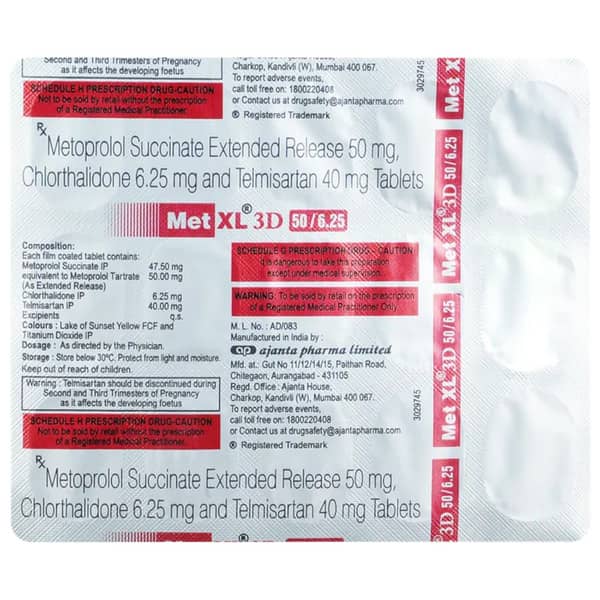 Second and Third Trimesters of Pregnancy
as it affects the developing foetus
SCHEDULE H PRESCRIPTION DRUG-CAUTION
Not to be sold by retail without the prescription
of a Registered Medical Practitioner.
Charkop, Kandivli (W), Mumbai 400 067.
To report adverse events,
call toll free on: 1800220408
or Contact us at drugsafety@ajantapharma.com
® Registered Trademark
3029745
Rx
Metoprolol Succinate Extended Release 50 mg,
Chlorthalidone 6.25 mg and Telmisartan 40 mg Tablets
Met XL® 3D 50/6.25
Composition:
Each film coated tablet contains:
Metoprolol Succinate IP 47.50 mg
equivalent to Metoprolol Tartrate 50.00 mg
(As Extended Release)
Chlorthalidone IP 6.25 mg
Telmisartan IP 40.00 mg
Excipients q.s.
Colours : Lake of Sunset Yellow FCF and
Titanium Dioxide IP
Dosage : As directed by the Physician.
Storage : Store below 30°C. Protect from light and moisture.
Keep out of reach of children.
Warning : Telmisartan should be discontinued during
Second and Third Trimesters of Pregnancy
as it affects the developing foetus
SCHEDULE H PRESCRIPTION DRUG-CAUTION
Not to be sold by retail without the prescription
of a Registered Medical Practitioner.
SCHEDULE G PRESCRIPTION DRUG - CAUTION
It is dangerous to take this preparation
except under medical supervision.
WARNING: To be sold by retail on the prescription
of a Registered Medical Practitioner Only.
M. L. No. : AD/083
Manufactured in India by :
ap ajanta pharma limited
Mfd. at.: Gut No 11/12/14/15, Paithan Road,
Chitegaon, Aurangabad - 431105
Regd. Office : Ajanta House,
Charkop, Kandivli (W), Mumbai 400 067.
To report adverse events,
call toll free on: 1800220408
or Contact us at drugsafety@ajantapharma.com
® Registered Trademark
3029745
Rx
Metoprolol Succinate Extended Release 50 mg,
Chlorthalidone 6.25 mg and Telmisartan 40 mg Tablets
Met XL® 3D 50/6.25
Met X
Met XL® 3D 50/6.25
Met XL® 3D 50/6.25
3D 50/6.25